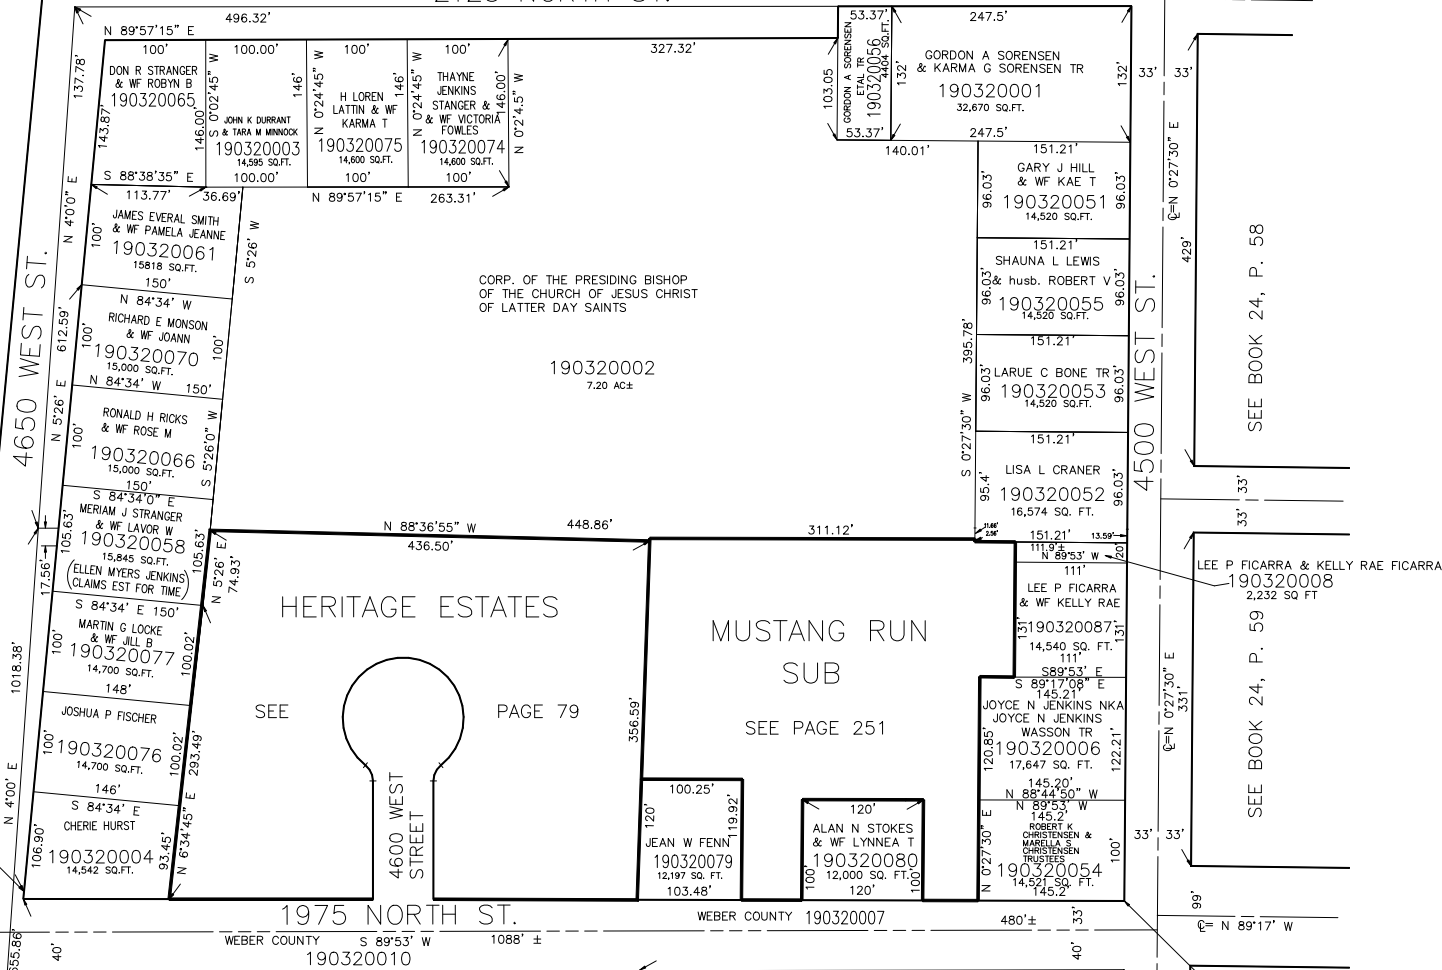 496.32'
53.37'
247.5'
N 89°57'15" E
100'
100.00'
100'
100'
327.32'
137.78'
DON R STRANGER
& WF ROBYN B
190320065
143.87'
146.00'
S 0°02'45" W
146'
JOHN K DURRANT
& TARA M MINNOCK
190320003
14,595 SQ.FT.
100.00'
N 0°24'45" W
H LOREN
LATTIN & WF
KARMA T
190320075
14,600 SQ.FT.
100'
146'
N 0°24'45" W
THAYNE
JENKINS
STANGER &
& WF VICTORIA
FOWLES
190320074
14,600 SQ.FT.
100'
146.00'
N 0°2'4.5" W
103.05
GORDON A SORENSEN
ETAL TR
190320056
4404 SQ.FT.
53.37'
132'
GORDON A SORENSEN
& KARMA G SORENSEN TR
190320001
32,670 SQ.FT.
132'
247.5'
140.01'
33'
33'
S 88°38'35" E
113.77'
36.69'
N 89°57'15" E
263.31'
N 4°0'0" E
JAMES EVERAL SMITH
& WF PAMELA JEANNE
190320061
15818 SQ.FT.
100'
150'
S 5°26' W
N 84°34' W
RICHARD E MONSON
& WF JOANN
190320070
15,000 SQ.FT.
100'
100'
N 84°34' W
150'
612.59'
N 5°26' E
4650 WEST ST.
RONALD H RICKS
& WF ROSE M
190320066
15,000 SQ.FT.
100'
150'
S 5°26'0" W
S 84°34'0" E
MERIAM J STRANGER
& WF LAVOR W
190320058
15,845 SQ.FT.
(ELLEN MYERS JENKINS)
CLAIMS EST FOR TIME
105.63'
105.63'
17.56'
S 84°34' E 150'
MARTIN G LOCKE
& WF JILL B
190320077
14,700 SQ.FT.
100'
100.02'
148'
1018.38'
JOSHUA P FISCHER
190320076
14,700 SQ.FT.
100'
100.02'
293.49'
146'
N 4°00' E
S 84°34' E
CHERIE HURST
190320004
14,542 SQ.FT.
106.90'
93.45'
N 6°34'45" E
CORP. OF THE PRESIDING BISHOP
OF THE CHURCH OF JESUS CHRIST
OF LATTER DAY SAINTS
190320002
7.20 AC±
395.78'
S 0°27'30" W
N 88°36'55" W
448.86'
436.50'
311.12'
N 5°26' E
74.93'
HERITAGE ESTATES
SEE
PAGE 79
4600 WEST
STREET
356.59'
MUSTANG RUN
SUB
SEE PAGE 251
100.25'
120'
119.92'
JEAN W FENN
190320079
12,197 SQ. FT.
103.48'
120'
ALAN N STOKES
& WF LYNNEA T
190320080
12,000 SQ. FT.
100'
100'
120'
151.21'
GARY J HILL
& WF KAE T
190320051
14,520 SQ.FT.
96.03'
96.03'
151.21'
SHAUNA L LEWIS
& husb. ROBERT V
190320055
14,520 SQ.FT.
96.03'
96.03'
151.21'
LARUE C BONE TR
190320053
14,520 SQ.FT.
96.03'
96.03'
151.21'
LISA L CRANER
190320052
16,574 SQ. FT.
95.4'
96.03'
11.66'
2.56'
151.21'
13.59'
111.9'±
N 89°53' W
20'
111'
LEE P FICARRA
& WF KELLY RAE
190320087
14,540 SQ. FT.
131'
131'
111'
S89°53' E
S 89°17'08" E
145.21'
JOYCE N JENKINS NKA
JOYCE N JENKINS
WASSON TR
190320006
17,647 SQ. FT.
120.85'
122.21'
145.20'
N 88°44'50" W
N 89°53' W
145.2'
ROBERT K
CHRISTENSEN &
MARELLA S
CHRISTENSEN
TRUSTEES
190320054
14,521 SQ. FT.
145.2'
N 0°27'30" E
100'
4500 WEST ST.
℄=N 0°27'30" E
429'
SEE BOOK 24, P. 58
33'
33'
LEE P FICARRA & KELLY RAE FICARRA
190320008
2,232 SQ FT
℄=N 0°27'30" E
331'
SEE BOOK 24, P. 59
33'
33'
99'
℄= N 89°17' W
1975 NORTH ST.
WEBER COUNTY 190320007
480'±
33'
40'
WEBER COUNTY
S 89°53' W
1088' ±
190320010
655.86'
40'